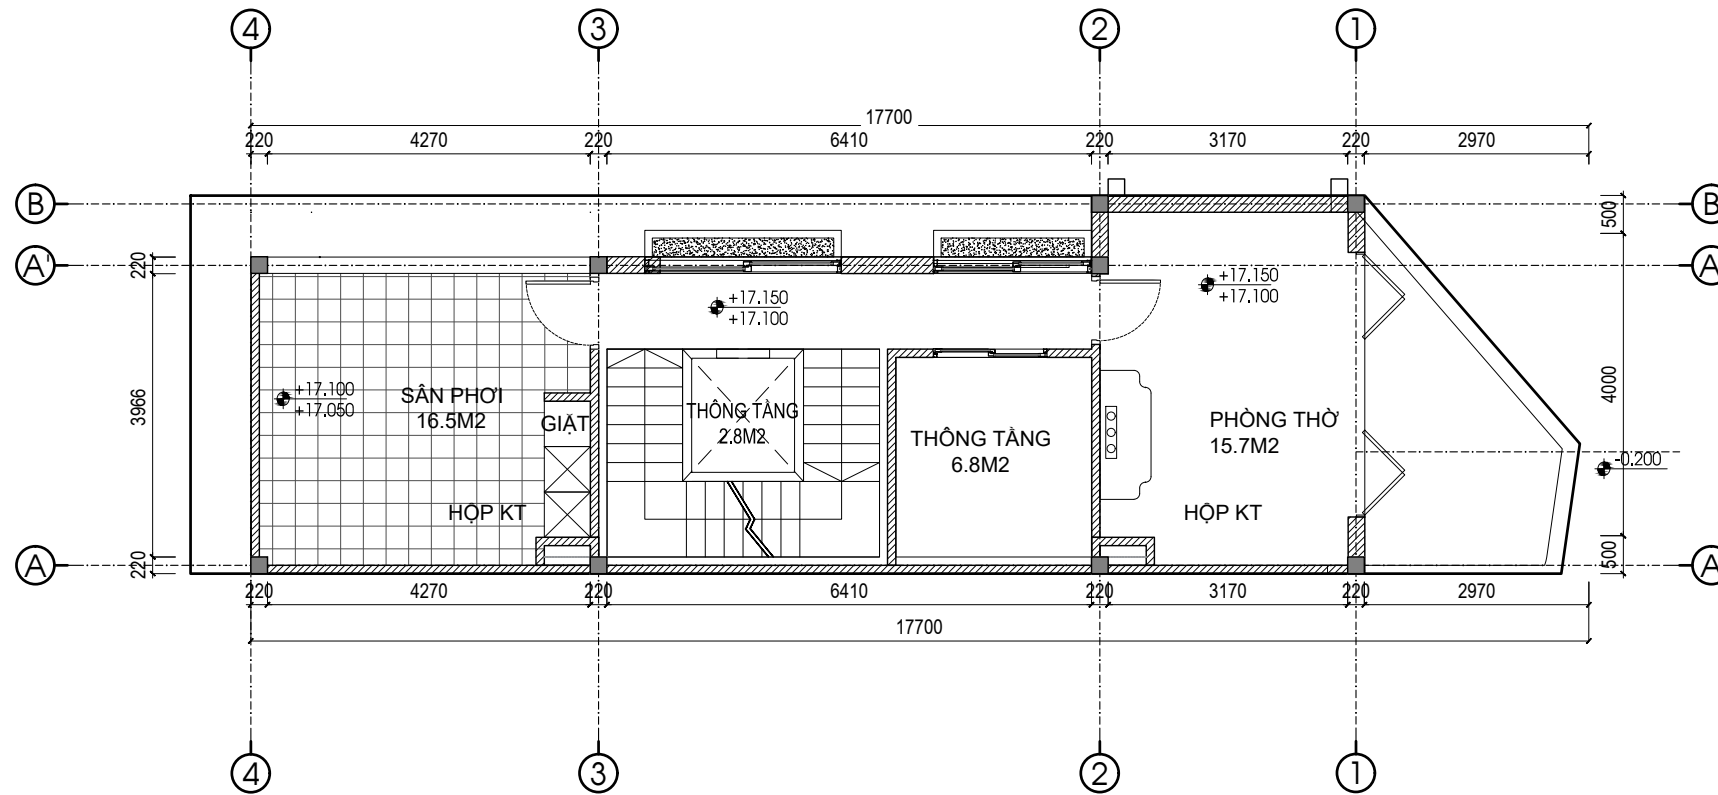 4 3 2 1
17700
220 4270 220 6410 220 3170 220 2970
B B
A' A
220
500
+17.150
+17.100
+17.150
+17.100
3966
4000
+17.100
+17.050
SÂN PHƠI
16.5M2
GIẶT
THÔNG TẦNG
2.8M2
THÔNG TẦNG
6.8M2
PHÒNG THỜ
15.7M2
-0.200
HỘP KT
HỘP KT
220
500
A A
220 4270 220 6410 220 3170 220 2970
17700
4 3 2 1